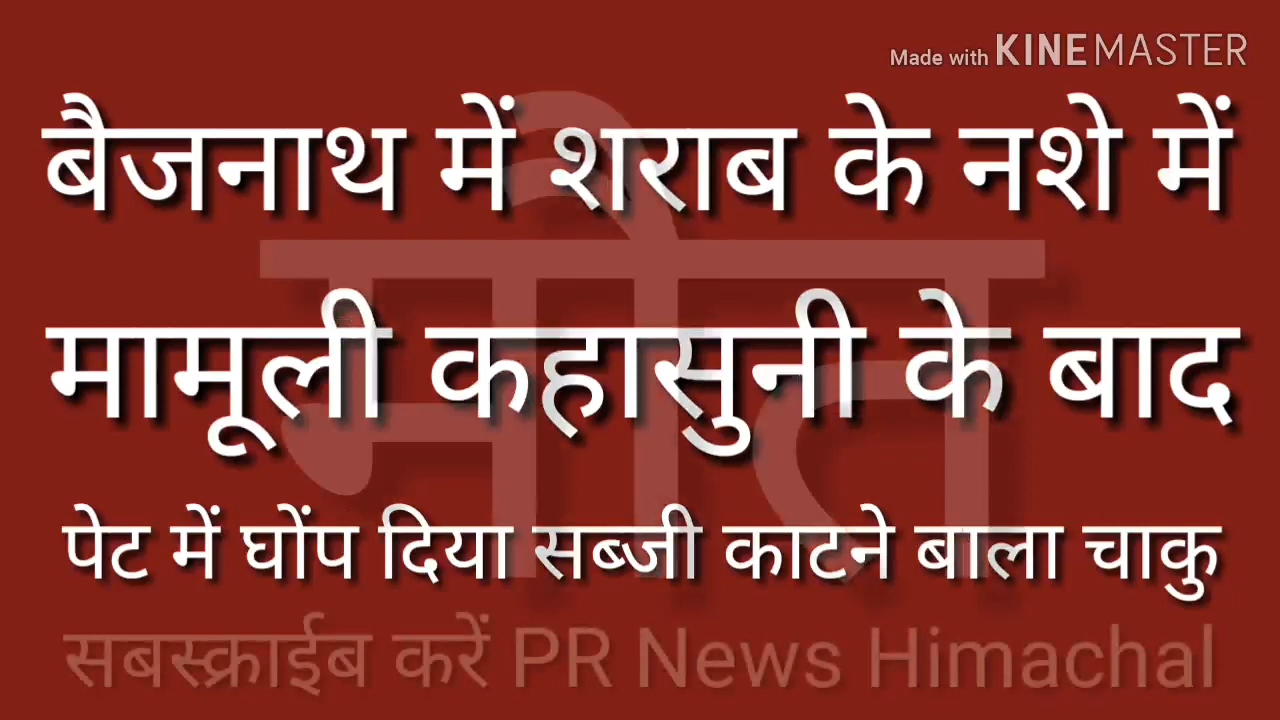 Made with KINEMASTER
बैजनाथ में शराब के नशे में
मौत
मामूली कहासुनी के बाद
पेट में घोंप दिया सब्जी काटने बाला चाकु
सबस्क्राईब करें PR News Himachal